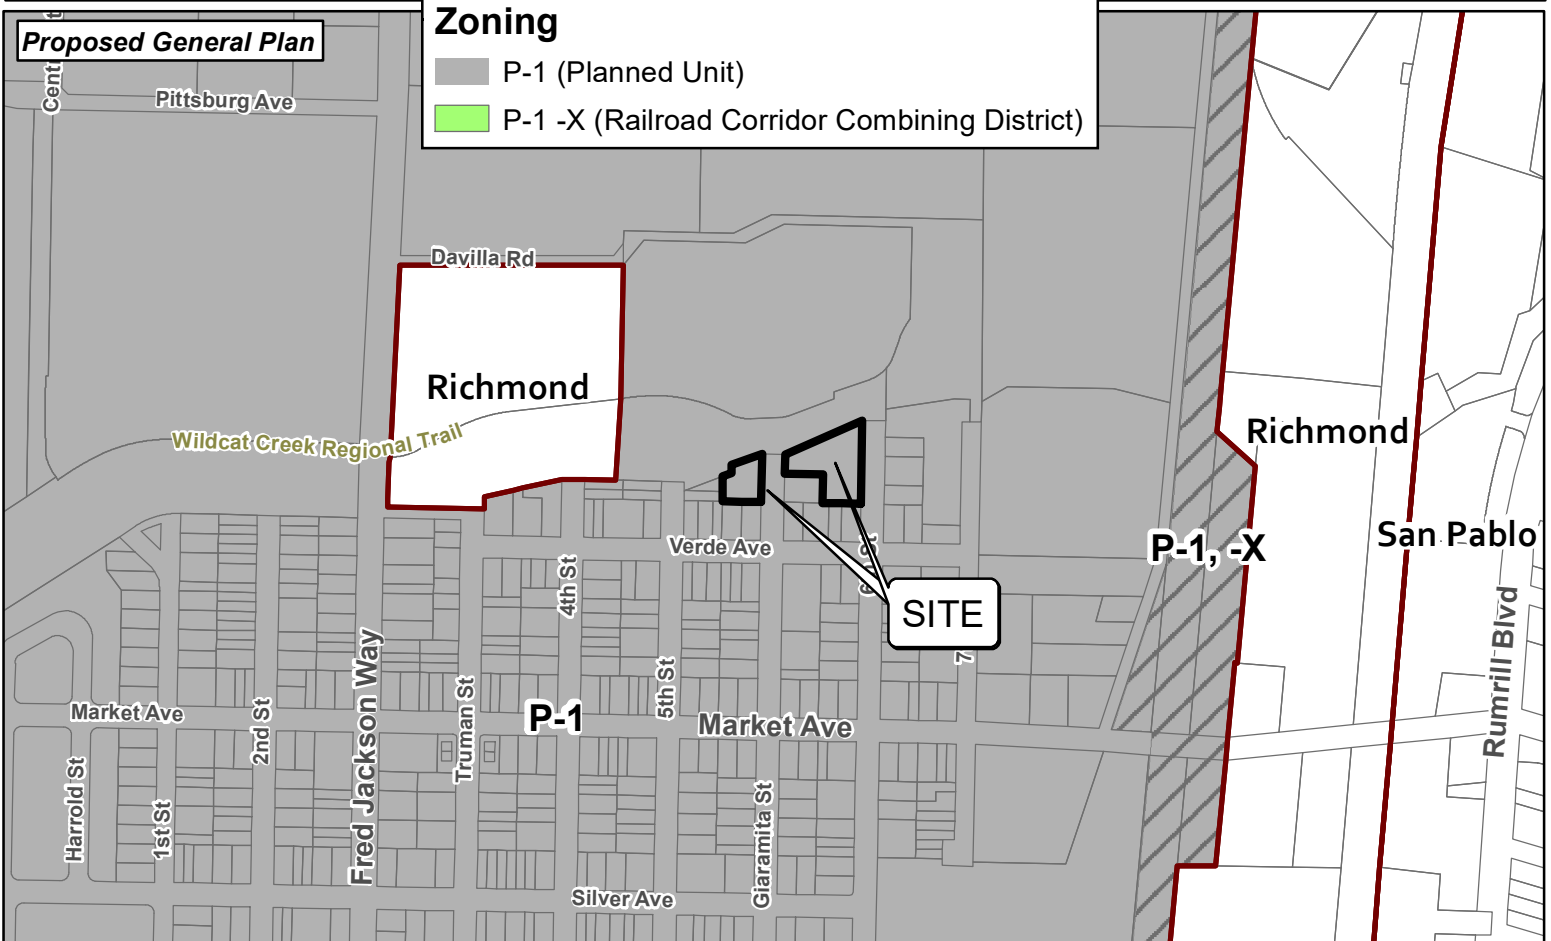 Proposed General Plan
Zoning
P-1 (Planned Unit)
P-1 -X (Railroad Corridor Combining District)
Pittsburg Ave
Davilla Rd
Richmond
Wildcat Creek Regional Trail
Richmond
San Pablo
P-1, -X
Verde Ave
4th St
SITE
Rumrill Blvd
5th St
Market Ave
2nd St
Fred Jackson Way
Truman St
P-1
Market Ave
Harrold St
1st St
Giaramita St
Silver Ave